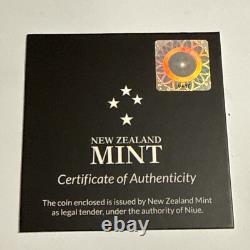 NEW ZEALAND
MINT
Certificate of Authenticity
The coin enclosed is issued by New Zealand Mint
as legal tender, under the authority of Niue.